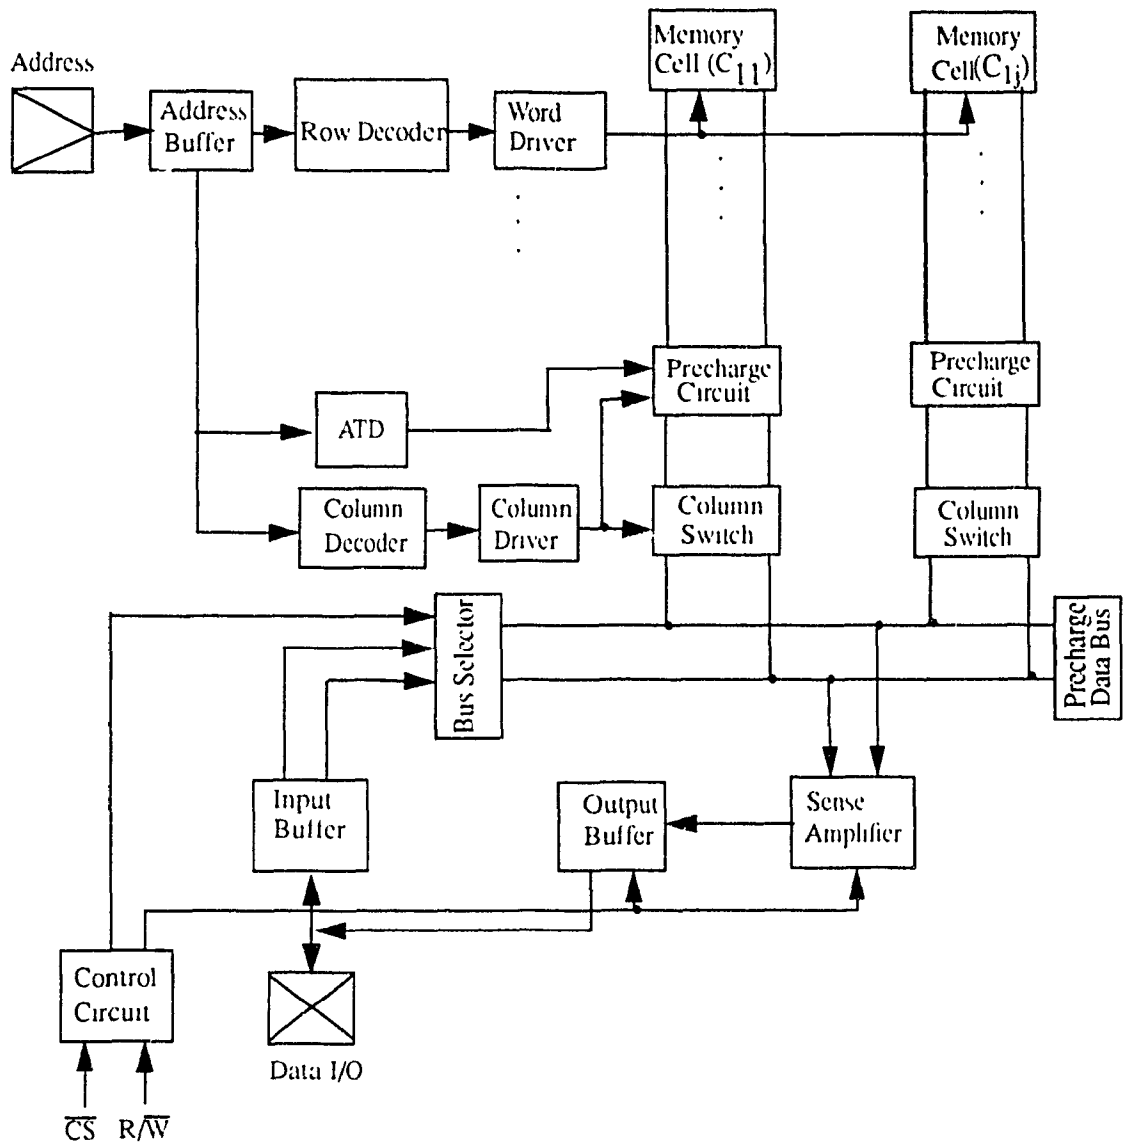 Memory
Cell (C11)
Memory
Cell(C1j)
Address
Address
Buffer
Row Decoder
Word
Driver
Precharge
Circuit
Precharge
Circuit
ATD
Column
Decoder
Column
Driver
Column
Switch
Column
Switch
Bus Selector
Precharge
Data Bus
Input
Buffer
Output
Buffer
Sense
Amplifier
Control
Circuit
Data I/O
C̅S̅
R/W̅